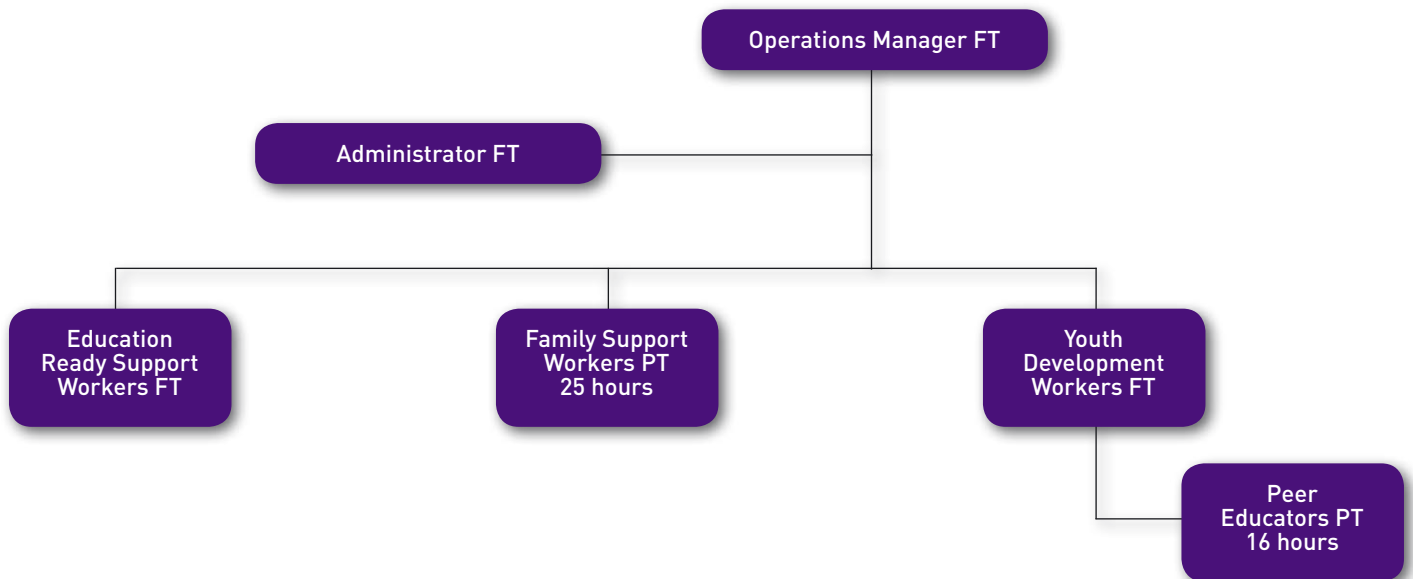 Operations Manager FT
Administrator FT
Education
Ready Support
Workers FT
Family Support
Workers PT
25 hours
Youth
Development
Workers FT
Peer
Educators PT
16 hours